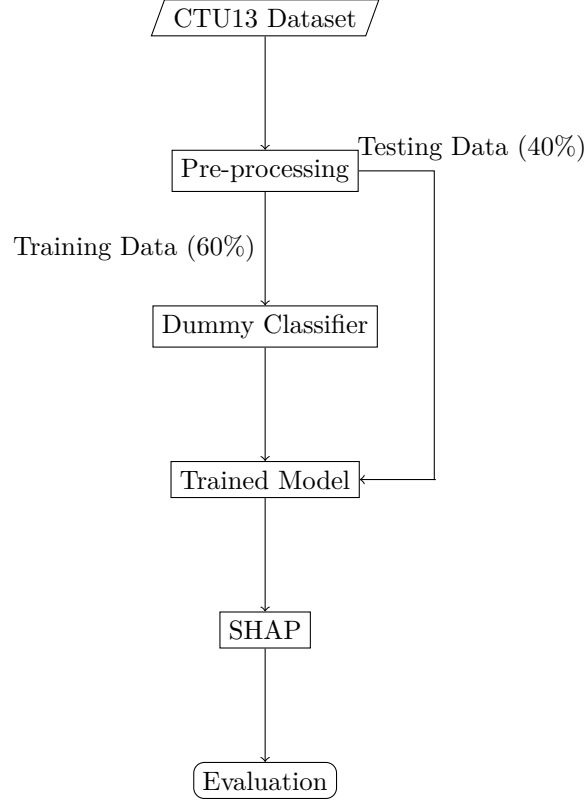 CTU13 Dataset
Pre-processing
Testing Data (40%)
Training Data (60%)
Dummy Classifier
Trained Model
SHAP
Evaluation